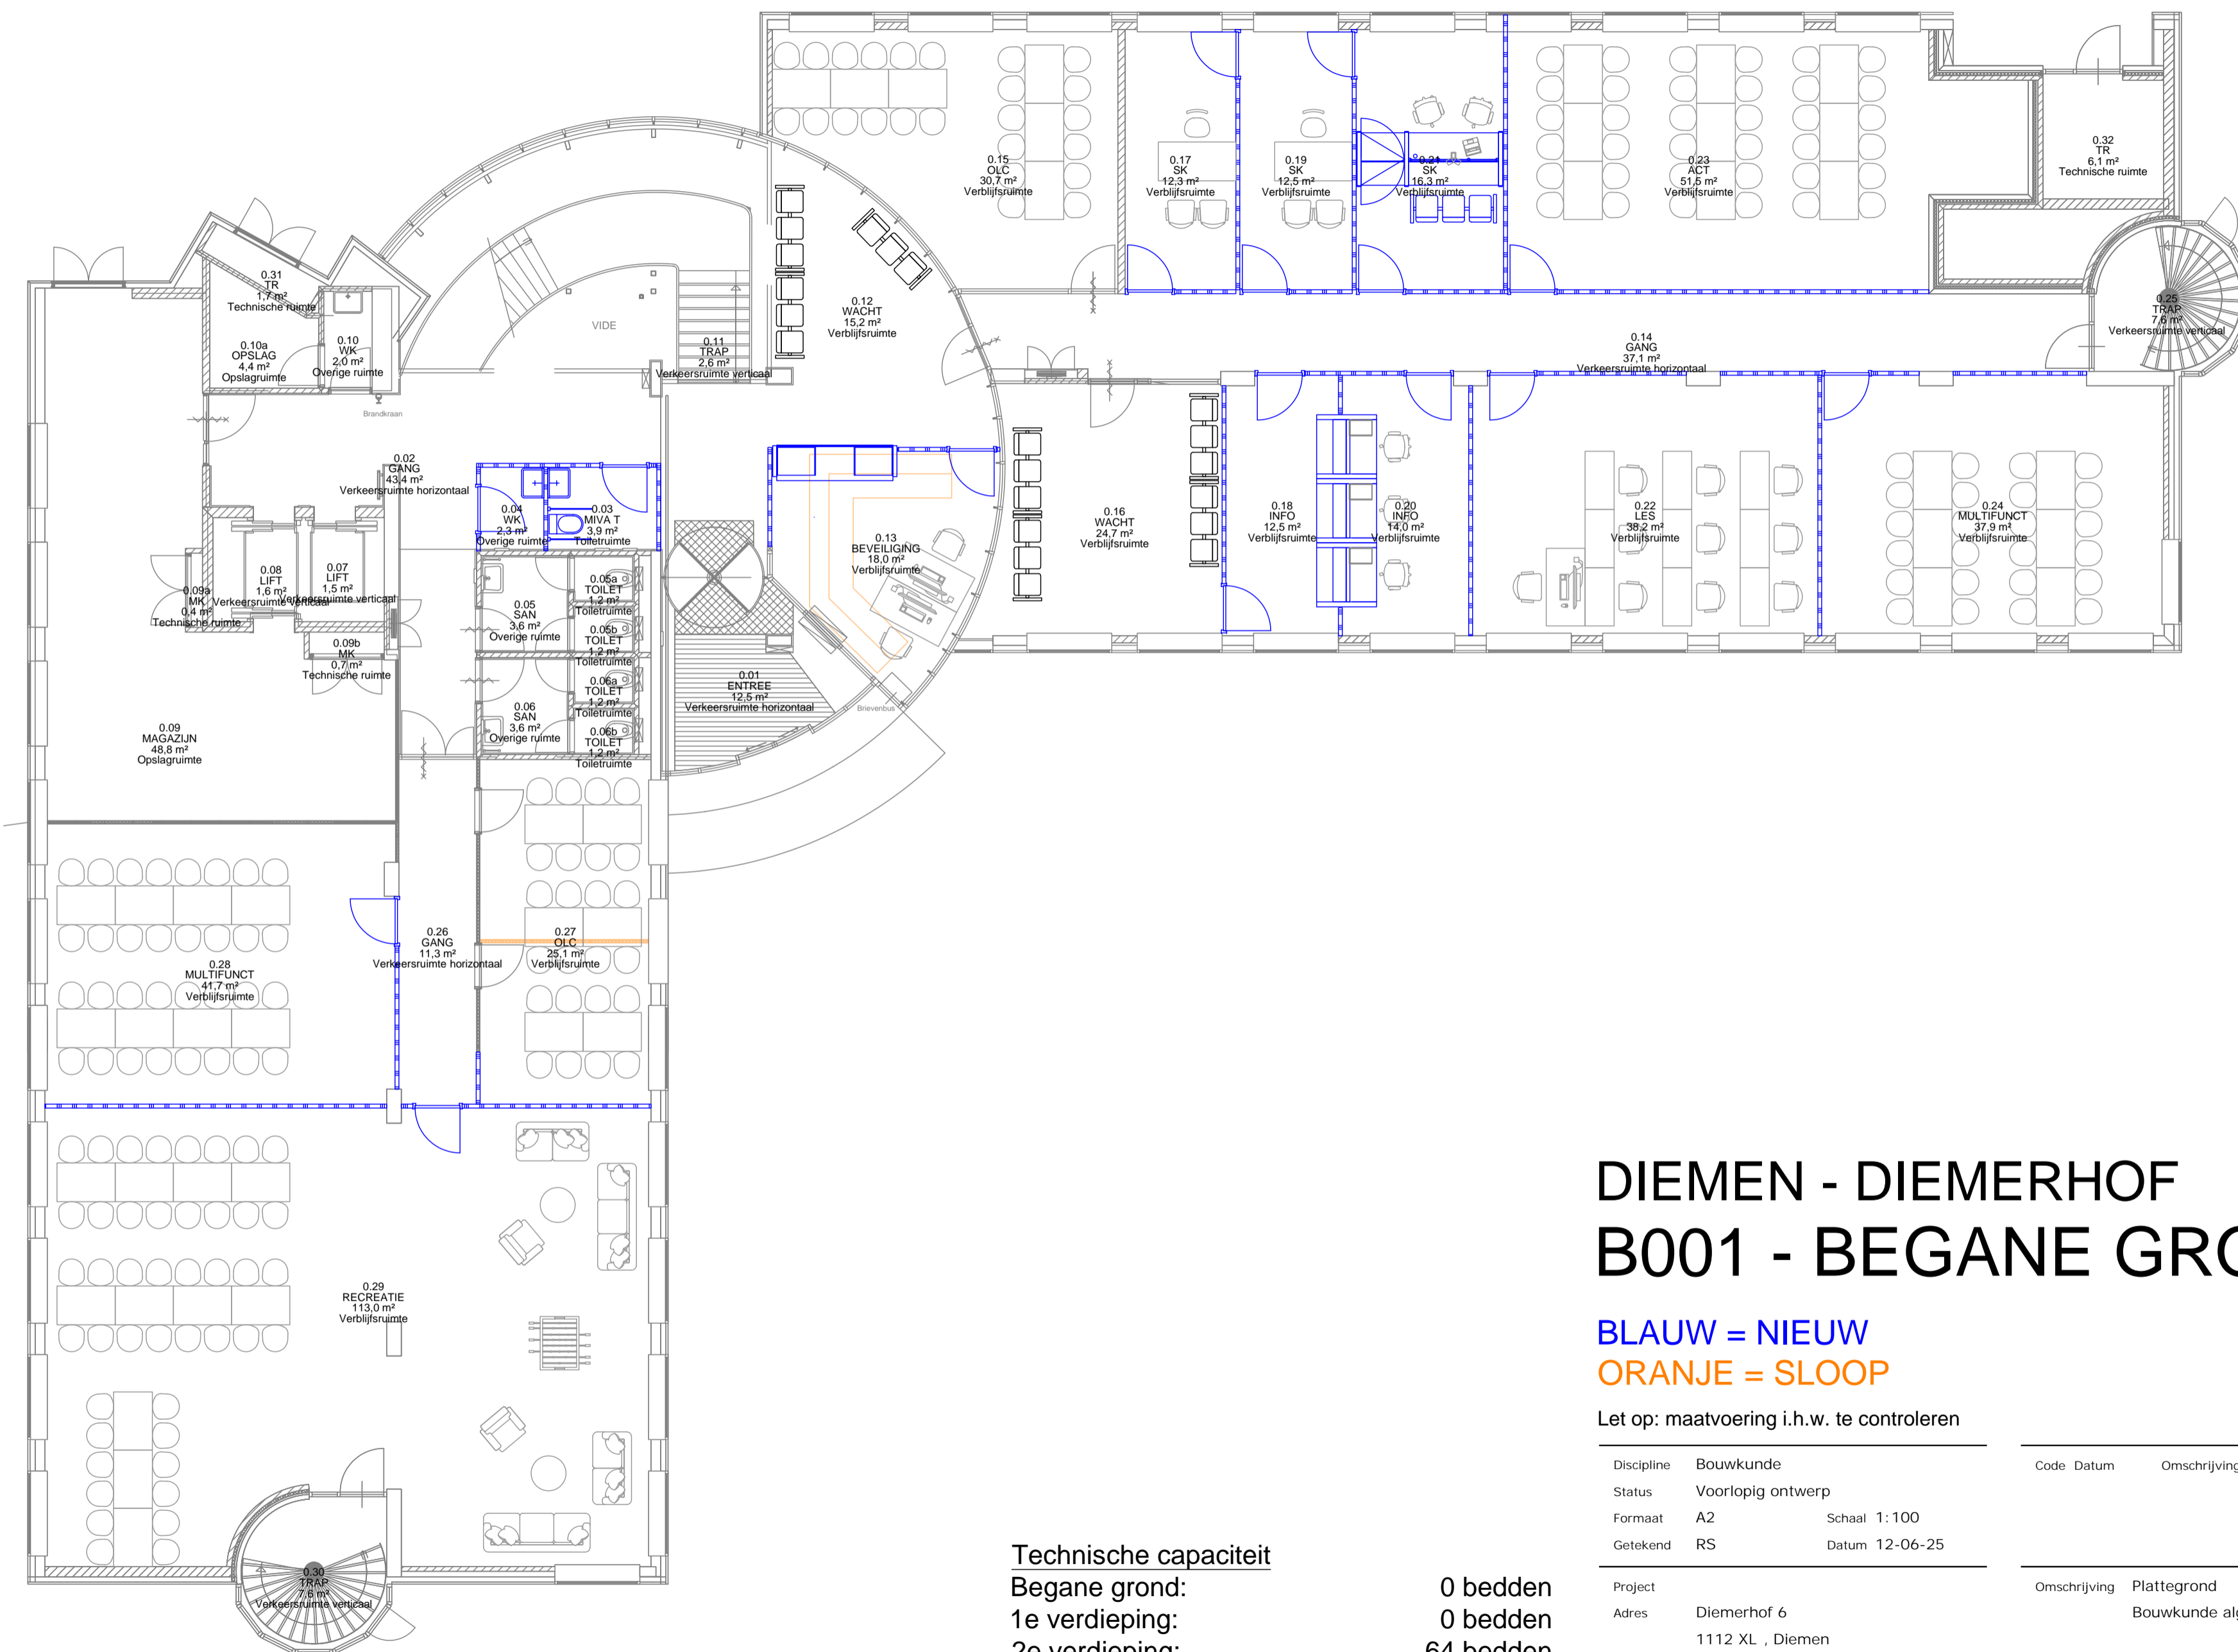 0.15
OLC
30,7 m²
Verblijfsruimte
0.17
SK
12,3 m²
Verblijfsruimte
0.19
SK
12,5 m²
Verblijfsruimte
0.21
SK
16,3 m²
Verblijfsruimte
0.23
ACT
51,5 m²
Verblijfsruimte
0.32
TR
6,1 m²
Technische ruimte
0.31
TR
1,7 m²
Technische ruimte
0.10a
OPSLAG
4,4 m²
Opslagruimte
0.10
WK
2,0 m²
Overige ruimte
VIDE
0.11
TRAP
2,6 m²
Verkeersruimte verticaal
0.12
WACHT
15,2 m²
Verblijfsruimte
0.14
GANG
37,1 m²
Verkeersruimte horizontaal
0.25
TRAP
7,6 m²
Verkeersruimte verticaal
Brandkraan
0.02
GANG
43,4 m²
Verkeersruimte horizontaal
0.04
WK
2,3 m²
Overige ruimte
0.03
MIVA T
3,9 m²
Toiletruimte
0.13
BEVEILIGING
18,0 m²
Verblijfsruimte
0.16
WACHT
24,7 m²
Verblijfsruimte
0.18
INFO
12,5 m²
Verblijfsruimte
0.20
INFO
14,0 m²
Verblijfsruimte
0.22
LES
38,2 m²
Verblijfsruimte
0.24
MULTIFUNCT
37,9 m²
Verblijfsruimte
0.09a
MK
0,4 m²
Technische ruimte
0.08
LIFT
1,6 m²
Verkeersruimte verticaal
0.07
LIFT
1,5 m²
Verkeersruimte verticaal
0.05
SAN
3,6 m²
Overige ruimte
0.05a
TOILET
1,2 m²
Toiletruimte
0.05b
TOILET
1,2 m²
Toiletruimte
0.09b
MK
0,7 m²
Technische ruimte
0.06
SAN
3,6 m²
Overige ruimte
0.06a
TOILET
1,2 m²
Toiletruimte
0.06b
TOILET
1,2 m²
Toiletruimte
0.01
ENTREE
12,5 m²
Verkeersruimte horizontaal
Brievenbus
0.09
MAGAZIJN
48,8 m²
Opslagruimte
0.28
MULTIFUNCT
41,7 m²
Verblijfsruimte
0.26
GANG
11,3 m²
Verkeersruimte horizontaal
0.27
OLC
25,1 m²
Verblijfsruimte
0.29
RECREATIE
113,0 m²
Verblijfsruimte
0.30
TRAP
7,6 m²
Verkeersruimte verticaal
DIEMEN - DIEMERHOF
B001 - BEGANE GRO
BLAUW = NIEUW
ORANJE = SLOOP
Let op: maatvoering i.h.w. te controleren
Discipline Bouwkunde
Status Voorlopig ontwerp
Formaat A2 Schaal 1:100
Getekend RS Datum 12-06-25
Code Datum Omschrijving
Project
Adres Diemerhof 6
1112 XL , Diemen
Omschrijving Plattegrond
Bouwkunde alg
Technische capaciteit
Begane grond: 0 bedden
1e verdieping: 0 bedden
2e verdieping: 64 bedden